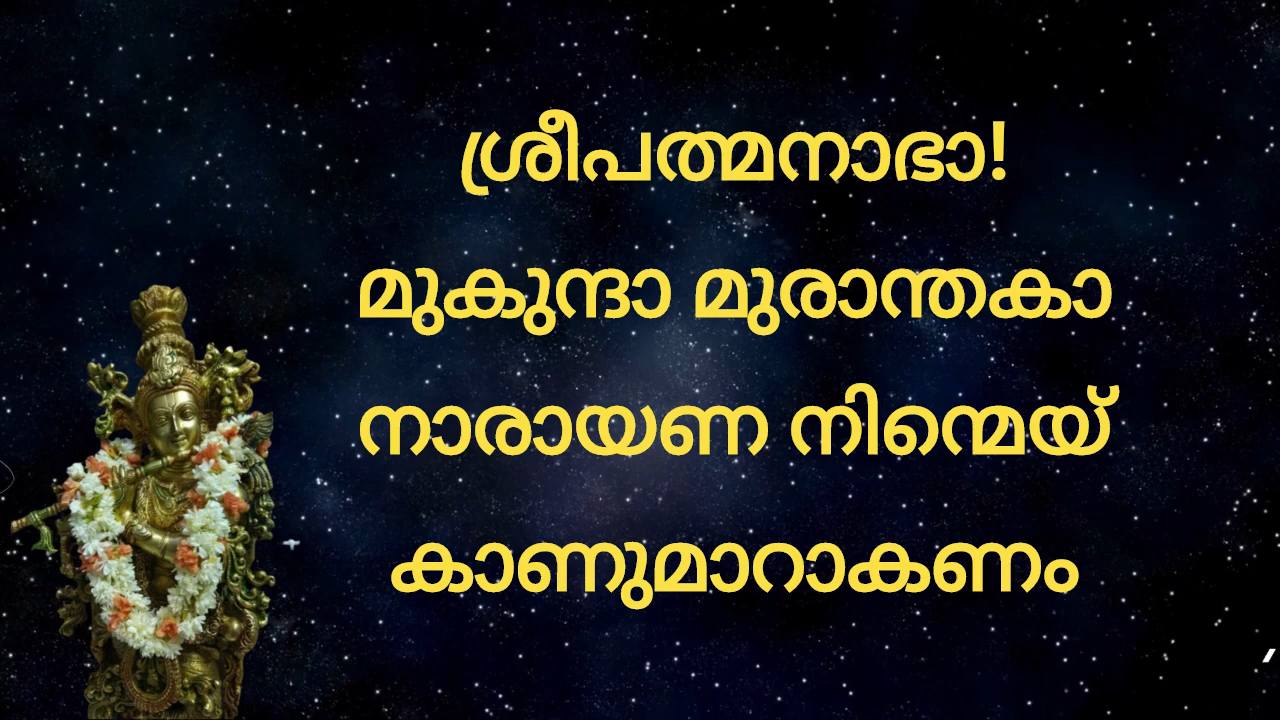 ശ്രീപത്മനാഭാ!
മുകുന്ദാ മുരാന്തകാ
നാരായണ നിന്മെയ്
കാണുമാറാകണം